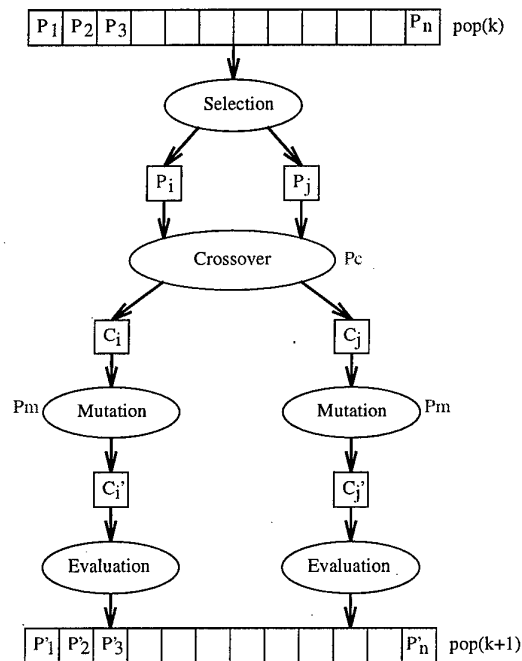 P1 P2 P3 Pn pop(k)
Selection
Pi Pj
Crossover Pc
Ci Cj
Pm Mutation Mutation Pm
Ci' Cj'
Evaluation Evaluation
P'1 P'2 P'3 P'n pop(k+1)